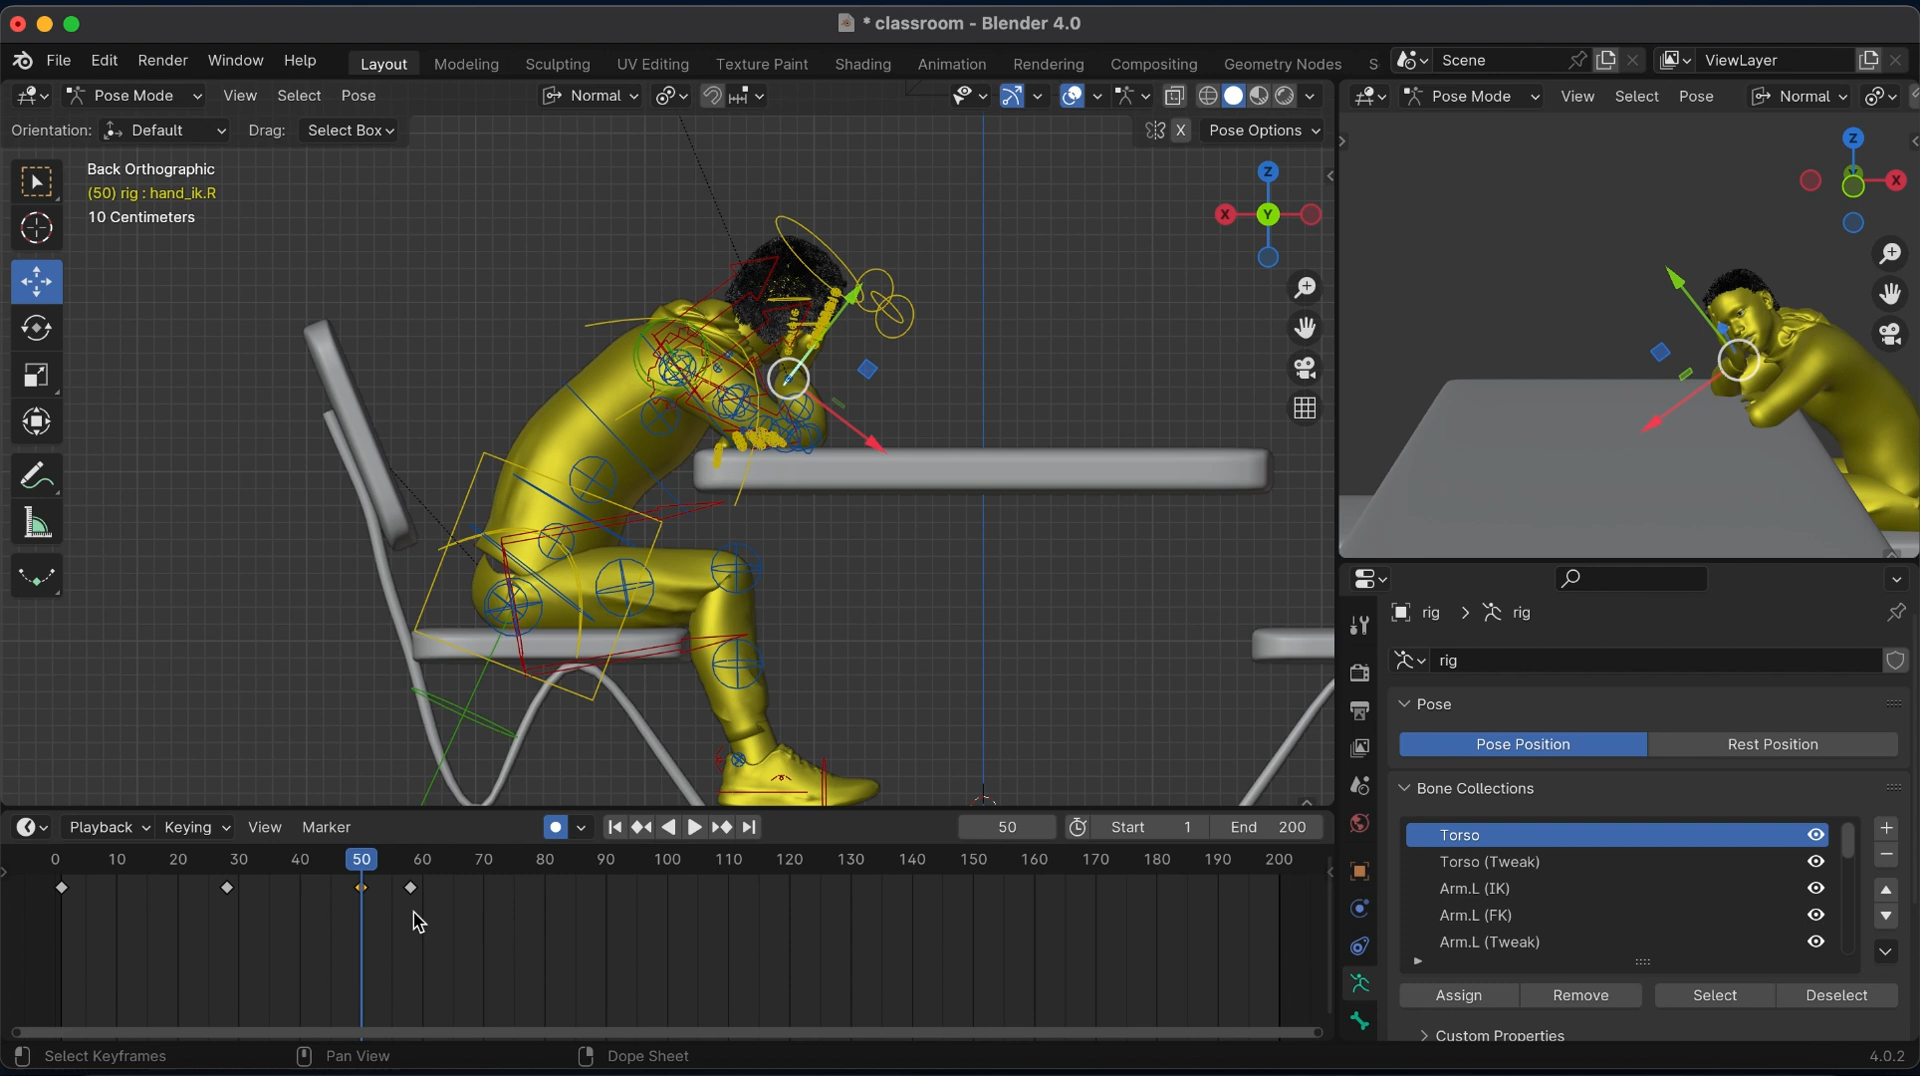 * classroom - Blender 4.0
File Edit Render Window Help Layout Modeling Sculpting UV Editing Texture Paint Shading Animation Rendering Compositing Geometry Nodes S Scene ViewLayer
Pose Mode View Select Pose Normal Pose Mode View Select Pose Normal
Orientation: Default Drag: Select Box X Pose Options
Back Orthographic
(50) rig : hand_ik.R
10 Centimeters
Z
X Y
Z
X
rig rig
rig
Pose
Pose Position Rest Position
Bone Collections
Torso
Torso (Tweak)
Arm.L (IK)
Arm.L (FK)
Arm.L (Tweak)
Assign Remove Select Deselect
Custom Properties
Playback Keying View Marker 50 Start 1 End 200
0 10 20 30 40 50 60 70 80 90 100 110 120 130 140 150 160 170 180 190 200
Select Keyframes Pan View Dope Sheet 4.0.2